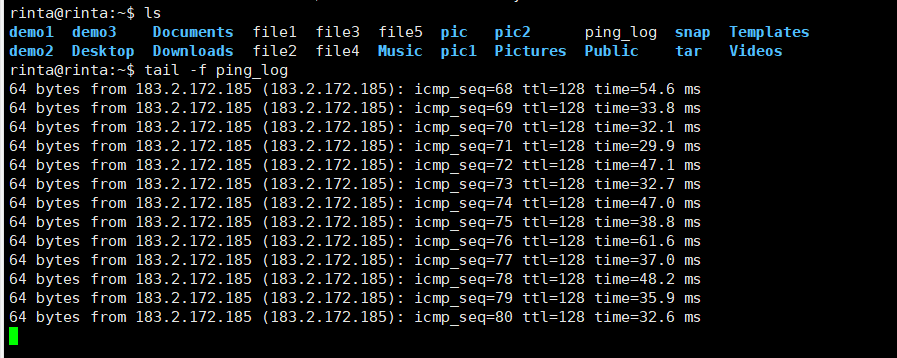 rinta@rinta:~$ ls
demo1 demo3 Documents file1 file3 file5 pic pic2 ping_log snap Templates
demo2 Desktop Downloads file2 file4 Music pic1 Pictures Public tar Videos
rinta@rinta:~$ tail -f ping_log
64 bytes from 183.2.172.185 (183.2.172.185): icmp_seq=68 ttl=128 time=54.6 ms
64 bytes from 183.2.172.185 (183.2.172.185): icmp_seq=69 ttl=128 time=33.8 ms
64 bytes from 183.2.172.185 (183.2.172.185): icmp_seq=70 ttl=128 time=32.1 ms
64 bytes from 183.2.172.185 (183.2.172.185): icmp_seq=71 ttl=128 time=29.9 ms
64 bytes from 183.2.172.185 (183.2.172.185): icmp_seq=72 ttl=128 time=47.1 ms
64 bytes from 183.2.172.185 (183.2.172.185): icmp_seq=73 ttl=128 time=32.7 ms
64 bytes from 183.2.172.185 (183.2.172.185): icmp_seq=74 ttl=128 time=47.0 ms
64 bytes from 183.2.172.185 (183.2.172.185): icmp_seq=75 ttl=128 time=38.8 ms
64 bytes from 183.2.172.185 (183.2.172.185): icmp_seq=76 ttl=128 time=61.6 ms
64 bytes from 183.2.172.185 (183.2.172.185): icmp_seq=77 ttl=128 time=37.0 ms
64 bytes from 183.2.172.185 (183.2.172.185): icmp_seq=78 ttl=128 time=48.2 ms
64 bytes from 183.2.172.185 (183.2.172.185): icmp_seq=79 ttl=128 time=35.9 ms
64 bytes from 183.2.172.185 (183.2.172.185): icmp_seq=80 ttl=128 time=32.6 ms